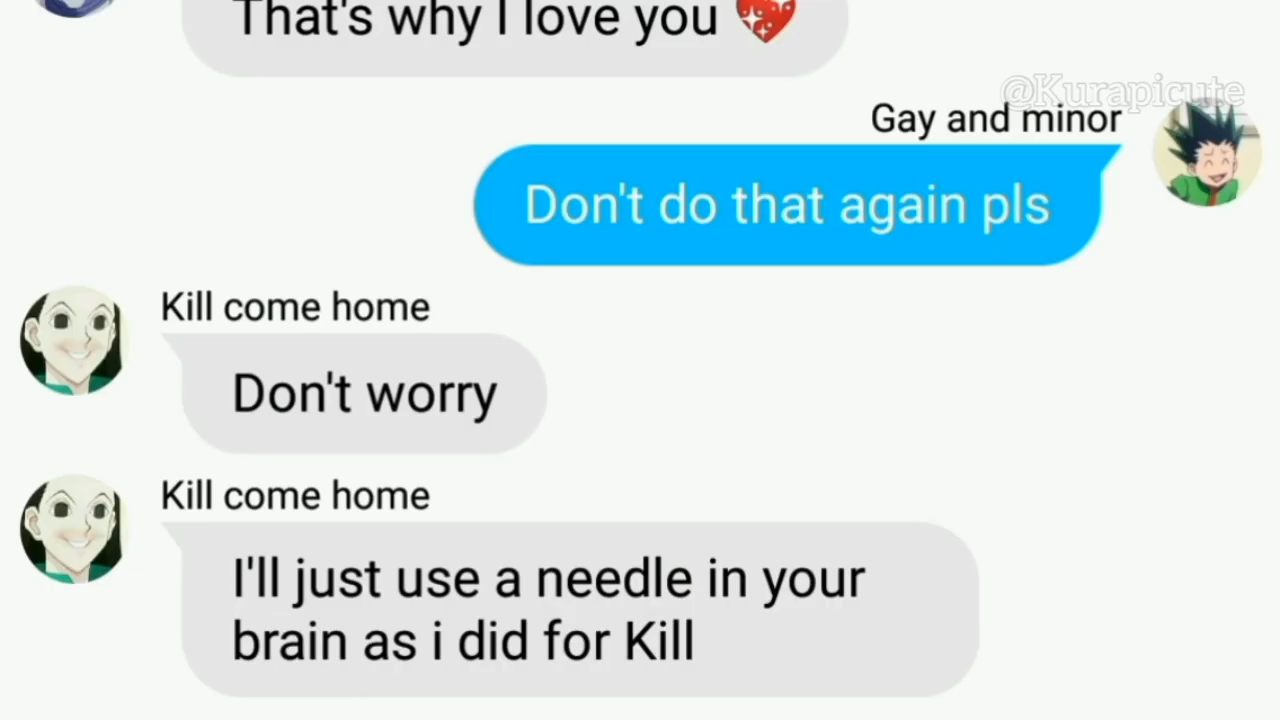 That's why I love you 💖
@Kurapicute
Gay and minor
Don't do that again pls
Kill come home
Don't worry
Kill come home
I'll just use a needle in your
brain as i did for Kill